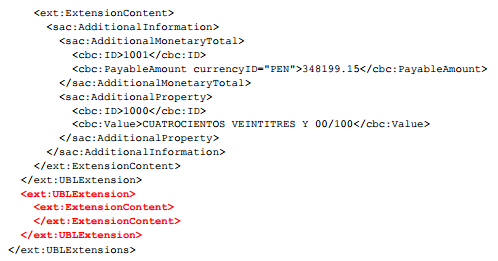 <ext:ExtensionContent>
<sac:AdditionalInformation>
<sac:AdditionalMonetaryTotal>
<cbc:ID>1001</cbc:ID>
<cbc:PayableAmount currencyID="PEN">348199.15</cbc:PayableAmount>
</sac:AdditionalMonetaryTotal>
<sac:AdditionalProperty>
<cbc:ID>1000</cbc:ID>
<cbc:Value>CUATROCIENTOS VEINTITRES Y 00/100</cbc:Value>
</sac:AdditionalProperty>
</sac:AdditionalInformation>
</ext:ExtensionContent>
</ext:UBLExtension>
<ext:UBLExtension>
<ext:ExtensionContent>
</ext:ExtensionContent>
</ext:UBLExtension>
</ext:UBLExtensions>